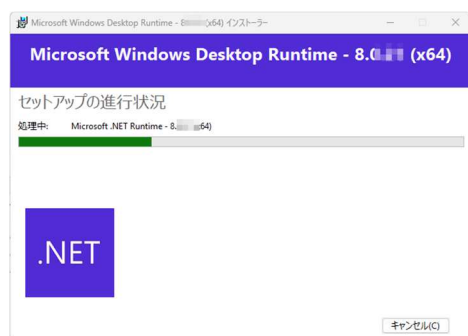 Microsoft Windows Desktop Runtime - (x64) インストーラー
Microsoft Windows Desktop Runtime - 8.0 (x64)
セットアップの進行状況
処理中: Microsoft .NET Runtime - 8. x64)
.NET
キャンセル(C)